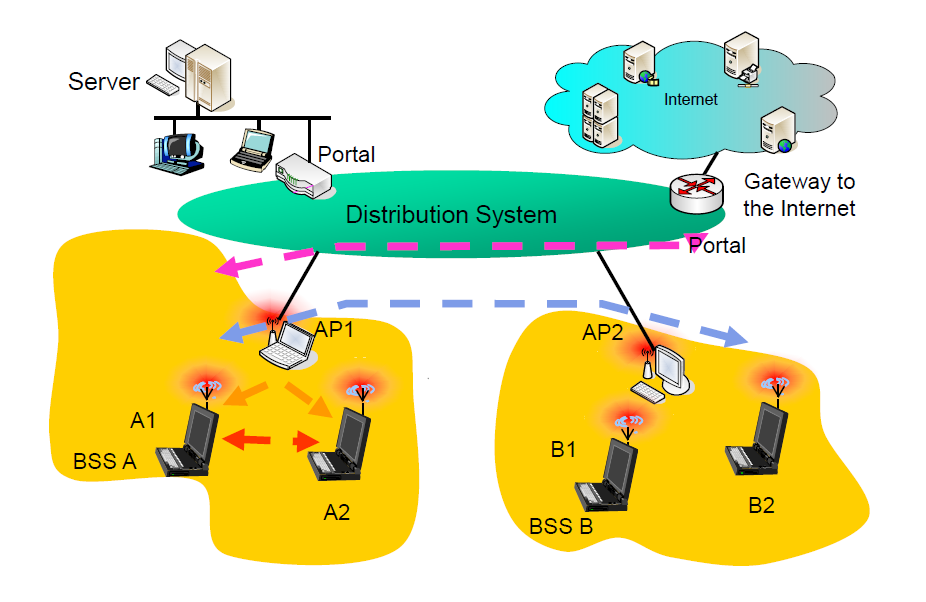 Server
Internet
Portal
Gateway to
the Internet
Distribution System
Portal
AP1
AP2
A1
B1
BSS A
B2
A2
BSS B